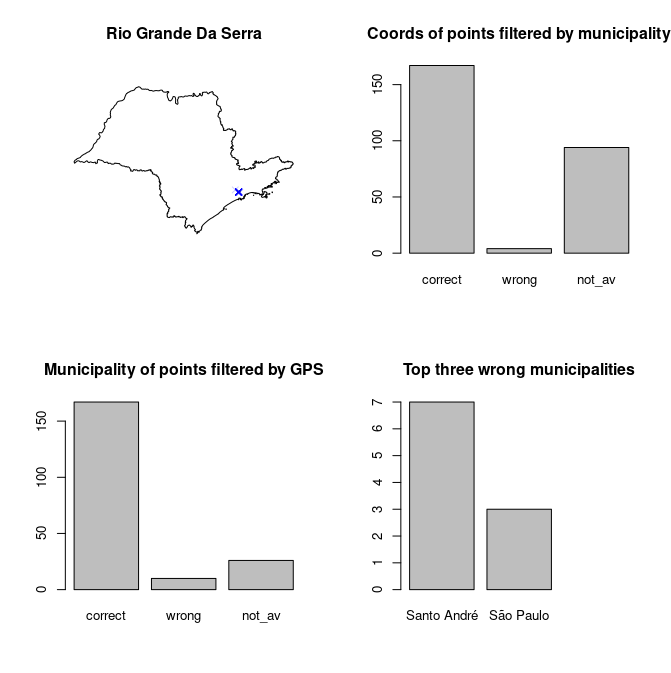 Rio Grande Da Serra
Coords of points filtered by municipality
150
100
50
0
correct wrong not_av
Municipality of points filtered by GPS
150
100
50
0
correct wrong not_av
Top three wrong municipalities
7
6
5
4
3
2
1
0
Santo André São Paulo